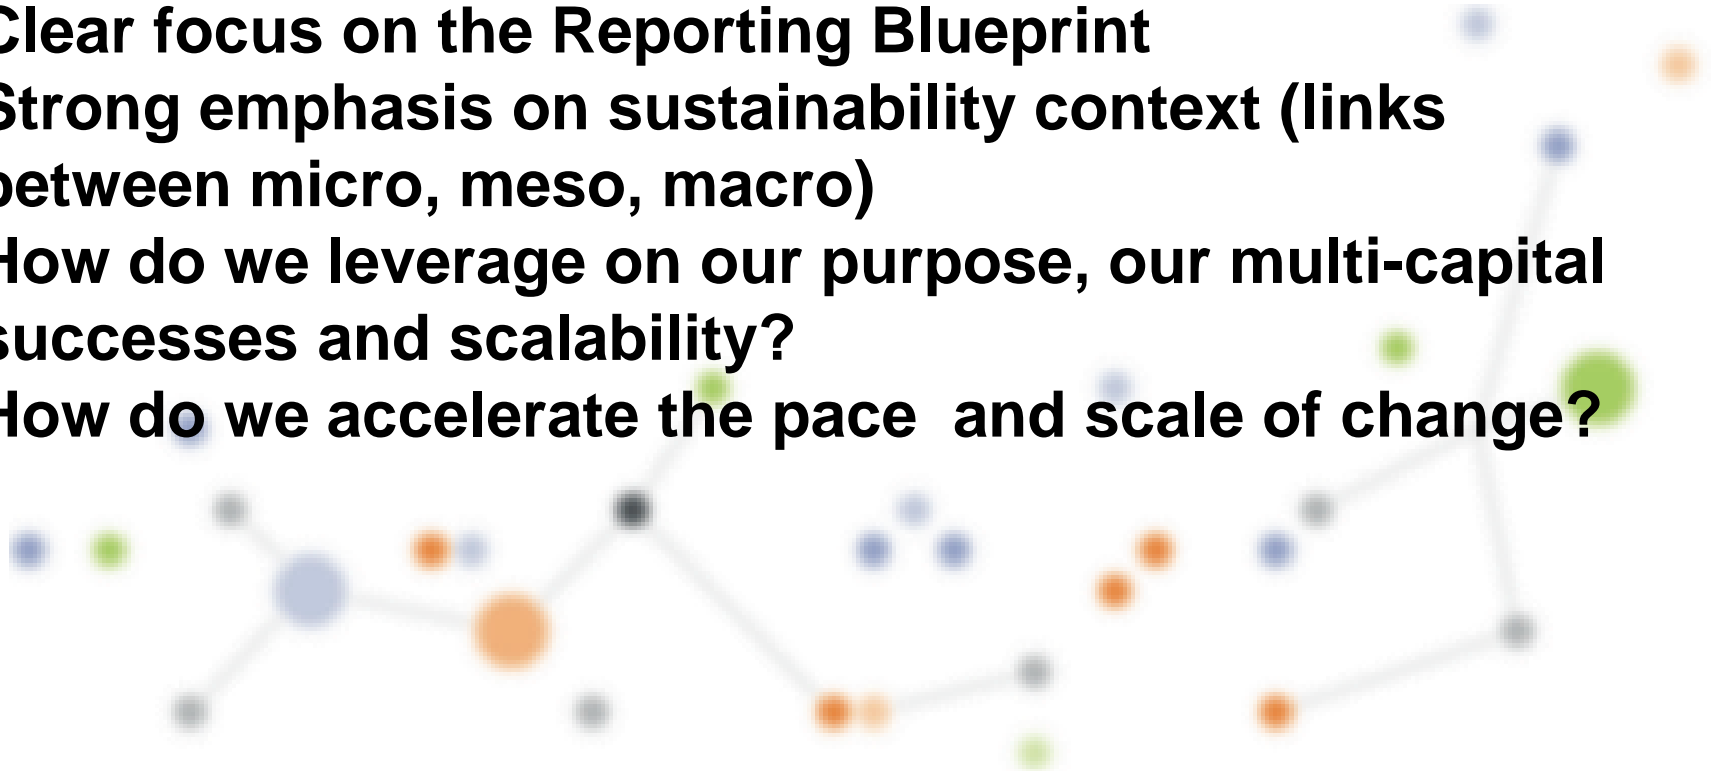 Clear focus on the Reporting Blueprint
Strong emphasis on sustainability context (links
between micro, meso, macro)
How do we leverage on our purpose, our multi-capital
successes and scalability?
How do we accelerate the pace  and scale of change?